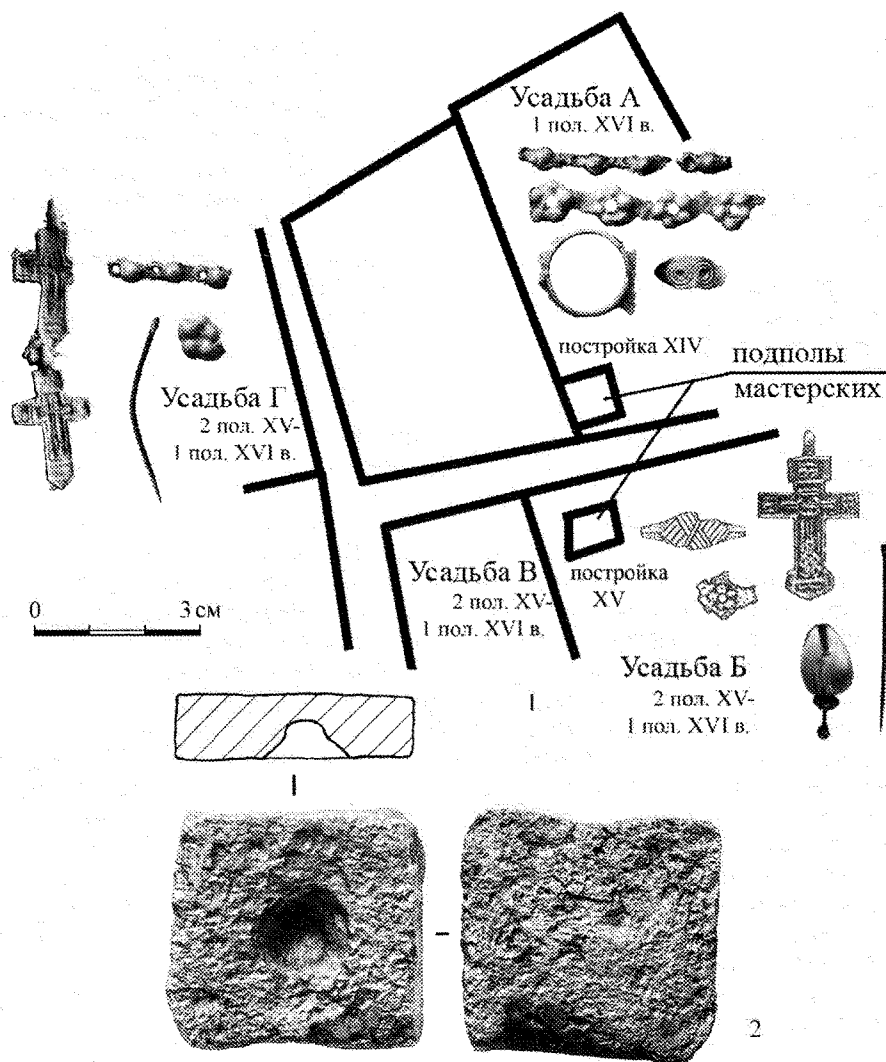 Усадьба А
1 пол. XVI в.
постройка XIV
подполы
мастерских
Усадьба Г
2 пол. XV-
1 пол. XVI в.
Усадьба В
2 пол. XV-
1 пол. XVI в.
постройка
XV
0 3 см
Усадьба Б
2 пол. XV-
1 пол. XVI в.
1
2